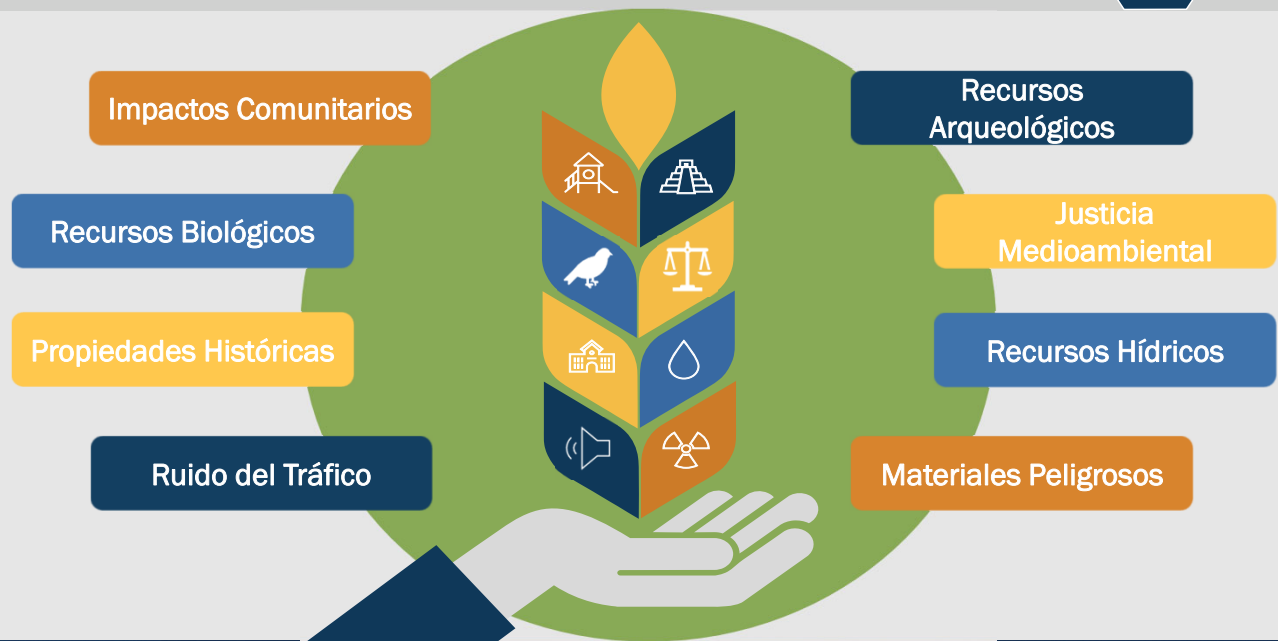 Impactos Comunitarios
Recursos Biológicos
Propiedades Históricas
Ruido del Tráfico
Recursos
Arqueológicos
Justicia
Medioambiental
Recursos Hídricos
Materiales Peligrosos